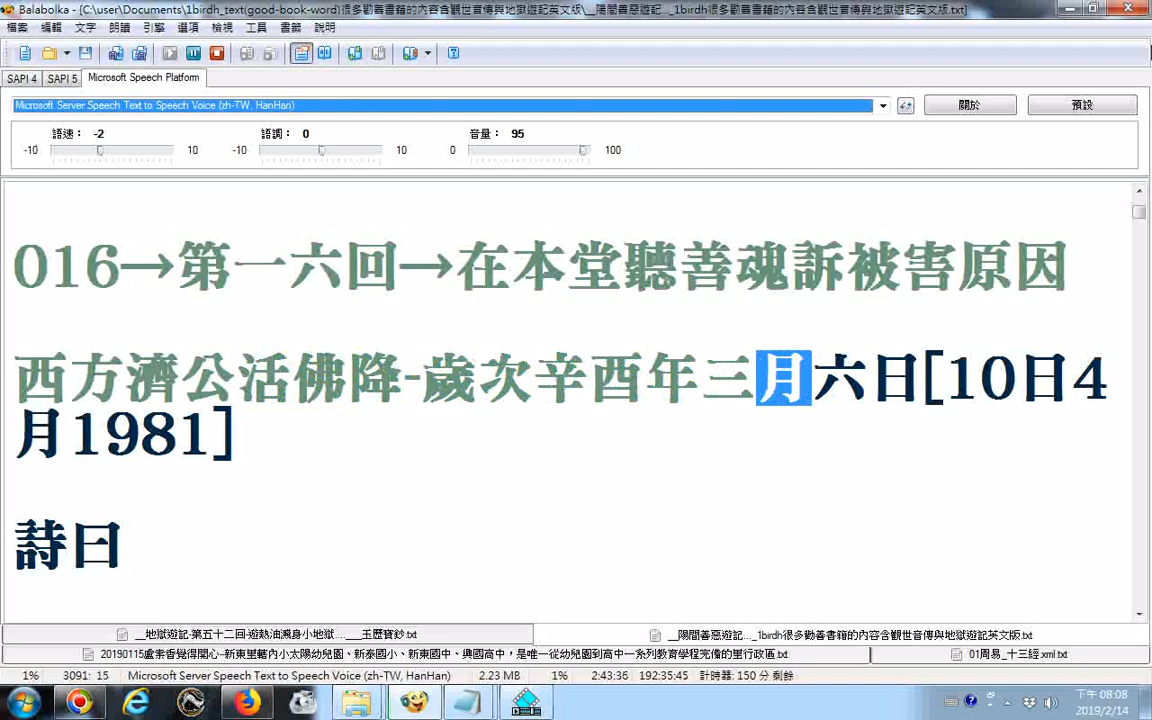 Balabolka - [C:\user\Documents\1birdh_text(good-book-word)很多勸善書籍的內容含觀世音傳與地獄遊記英文版\__陽間善惡遊記..._1birdh很多勸善書籍的內容含觀世音傳與地獄遊記英文版.txt]
檔案 編輯 文字 朗讀 引擎 選項 檢視 工具 書籤 說明
SAPI 4 SAPI 5 Microsoft Speech Platform
Microsoft Server Speech Text to Speech Voice (zh-TW, HanHan) 關於 預設
語速： -2 語調： 0 音量： 95
-10 10 -10 10 0 100
016→第一六回→在本堂聽善魂訴被害原因
西方濟公活佛降-歲次辛酉年三月六日[10日4
月1981]
詩曰
__地獄遊記-第五十二回-遊熱油濺身小地獄....___玉歷寶鈔.txt __陽間善惡遊記..._1birdh很多勸善書籍的內容含觀世音傳與地獄遊記英文版.txt
20190115盧素香覺得開心--新東里轄內小太陽幼兒園、新泰國小、新東國中、興國高中，是唯一從幼兒園到高中一系列教育學程完備的里行政區.txt 01周易_十三經.xml.txt
1% 3091: 15 Microsoft Server Speech Text to Speech Voice (zh-TW, HanHan) 2.23 MB 1% 2:43:36 192:35:45 計時器: 150 分 剩餘
下午 08:08
2019/2/14